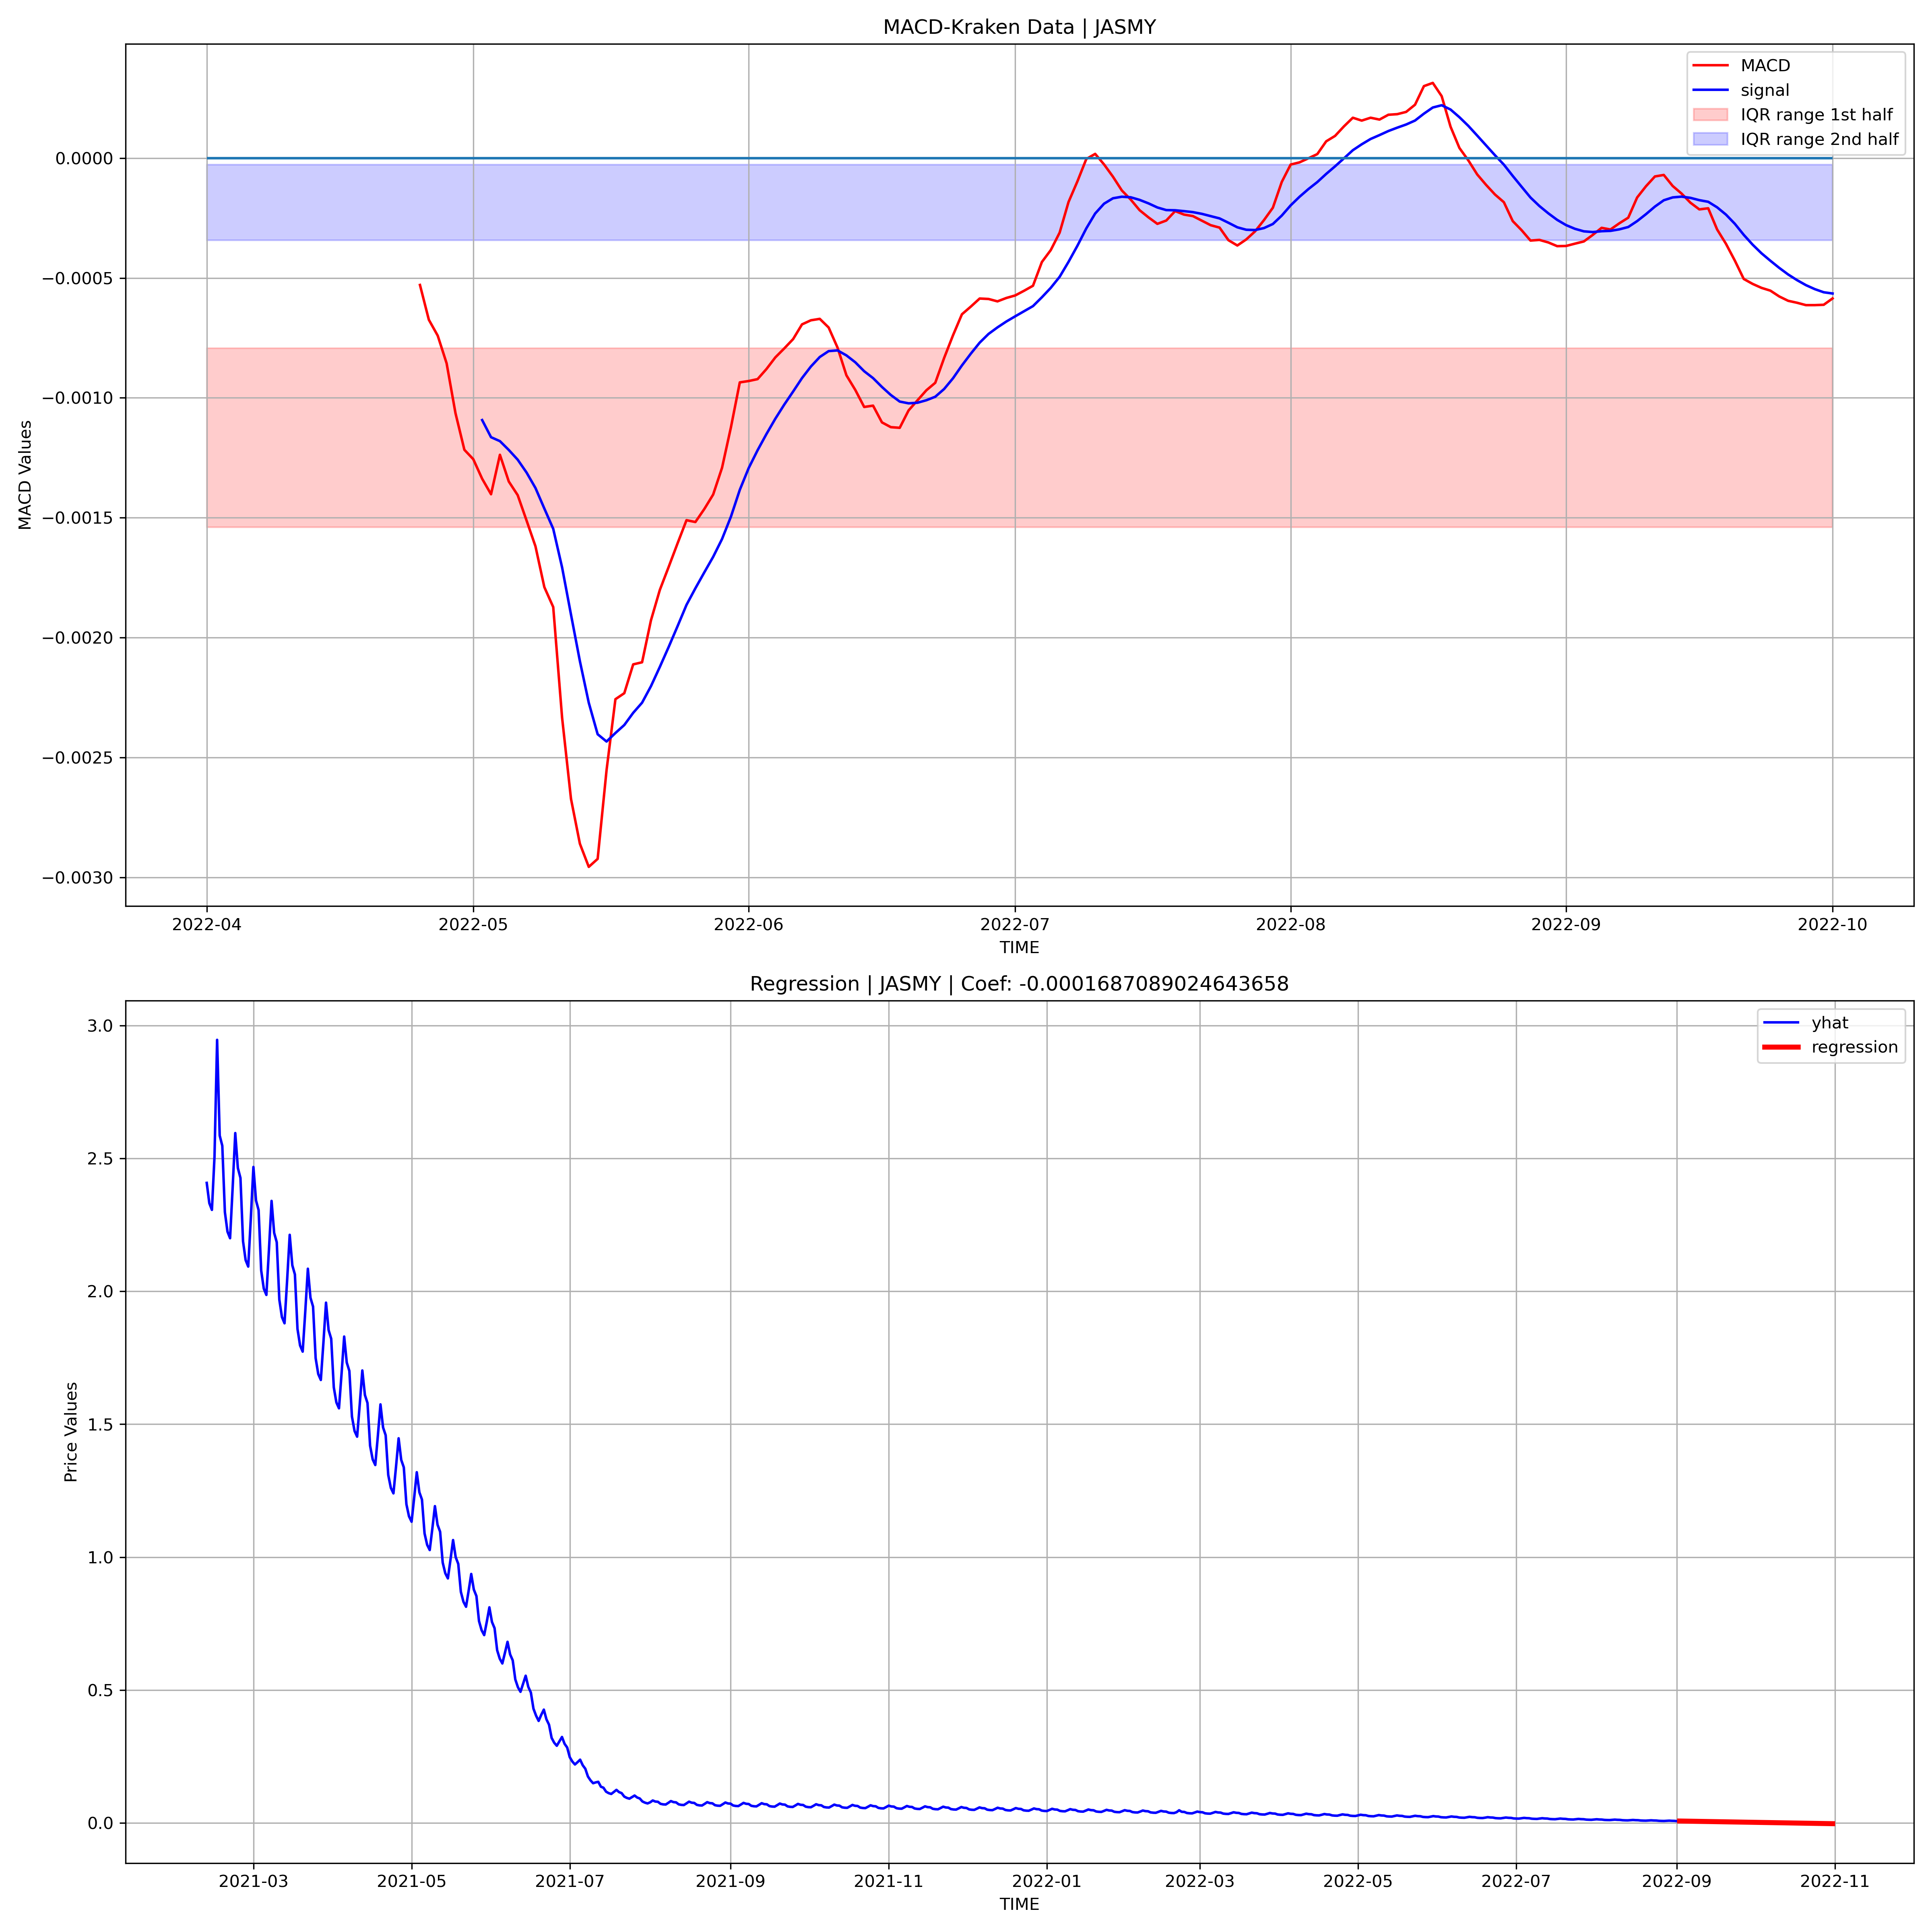 MACD-Kraken Data | JASMY
MACD
signal
IQR range 1st half
IQR range 2nd half
0.0000
−0.0005
−0.0010
−0.0015
−0.0020
−0.0025
−0.0030
MACD Values
2022-04 2022-05 2022-06 2022-07 2022-08 2022-09 2022-10
TIME
Regression | JASMY | Coef: -0.0001687089024643658
yhat
regression
3.0
2.5
2.0
1.5
1.0
0.5
0.0
Price Values
2021-03 2021-05 2021-07 2021-09 2021-11 2022-01 2022-03 2022-05 2022-07 2022-09 2022-11
TIME